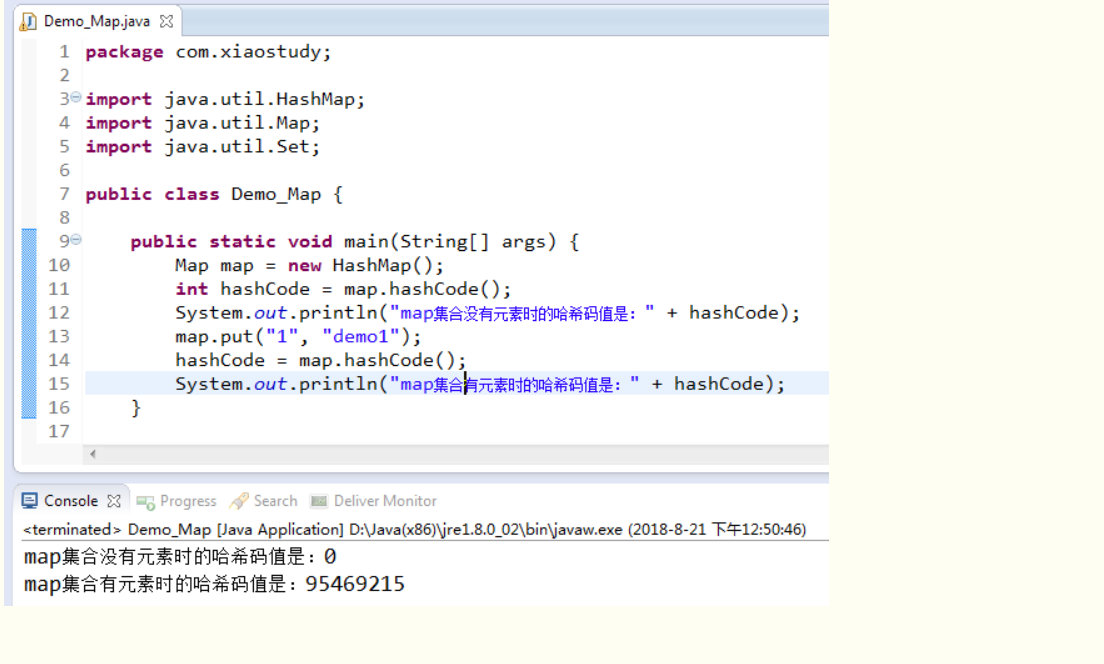 Demo_Map.java
1 package com.xiaostudy;
2
3 import java.util.HashMap;
4 import java.util.Map;
5 import java.util.Set;
6
7 public class Demo_Map {
8
9     public static void main(String[] args) {
10         Map map = new HashMap();
11         int hashCode = map.hashCode();
12         System.out.println("map集合没有元素时的哈希码值是：" + hashCode);
13         map.put("1", "demo1");
14         hashCode = map.hashCode();
15         System.out.println("map集合有元素时的哈希码值是：" + hashCode);
16     }
17
Console Progress Search Deliver Monitor
<terminated> Demo_Map [Java Application] D:\Java(x86)\jre1.8.0_02\bin\javaw.exe (2018-8-21 下午12:50:46)
map集合没有元素时的哈希码值是：0
map集合有元素时的哈希码值是：95469215